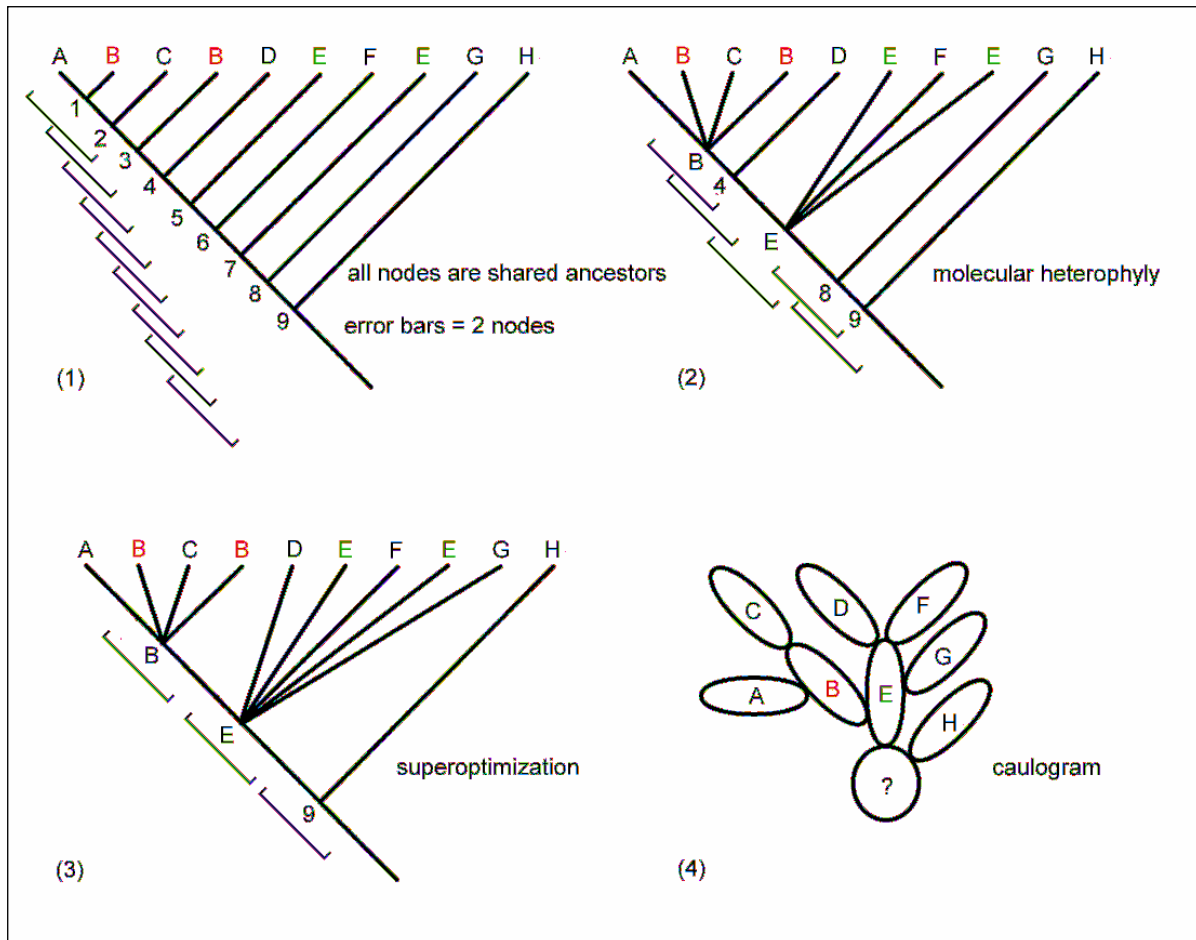 A B C B D E F E G H
1
2
3
4
5
6
7
8
9
all nodes are shared ancestors
error bars = 2 nodes
(1)
A B C B D E F E G H
B
4
E
8
9
molecular heterophyly
(2)
A B C B D E F E G H
B
E
9
superoptimization
(3)
C D F
G
A B E
H
?
caulogram
(4)